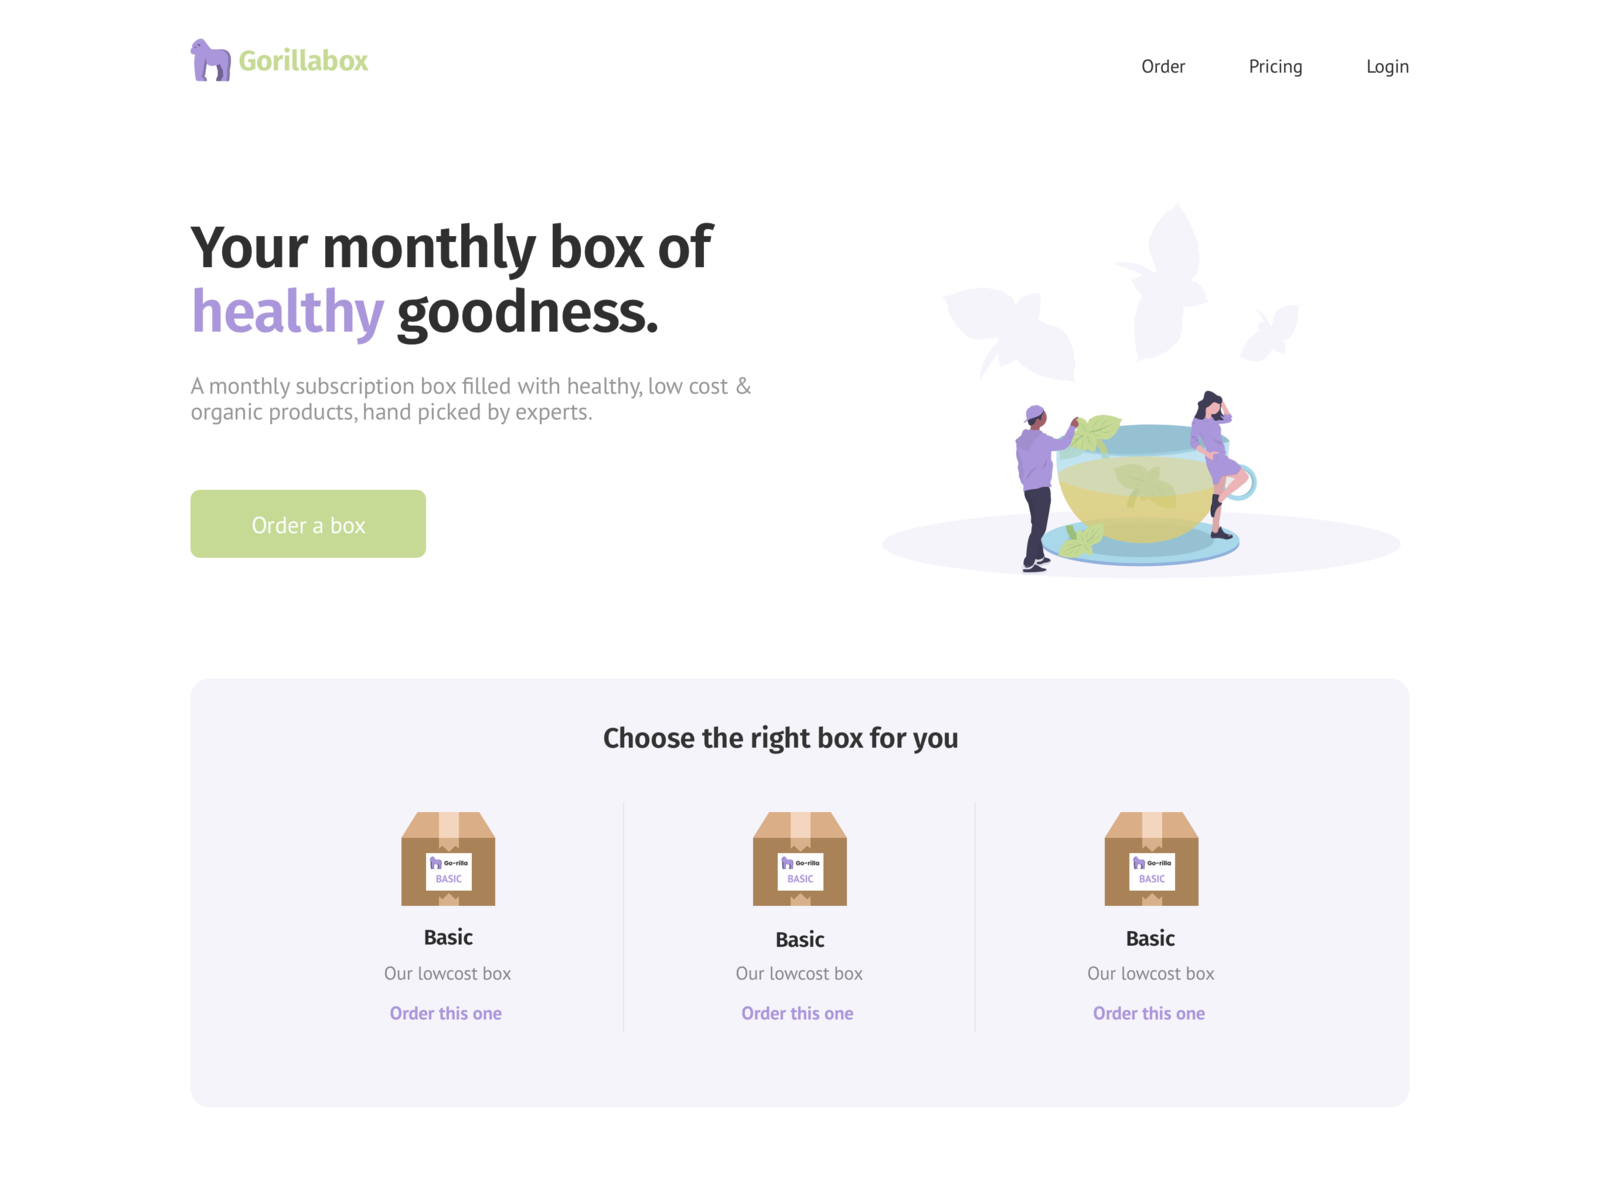 Gorillabox
Order
Pricing
Login
Your monthly box of
healthy goodness.
A monthly subscription box filled with healthy, low cost &
organic products, hand picked by experts.
Order a box
Choose the right box for you
Go-rilla
BASIC
Basic
Our lowcost box
Order this one
Go-rilla
BASIC
Basic
Our lowcost box
Order this one
Go-rilla
BASIC
Basic
Our lowcost box
Order this one